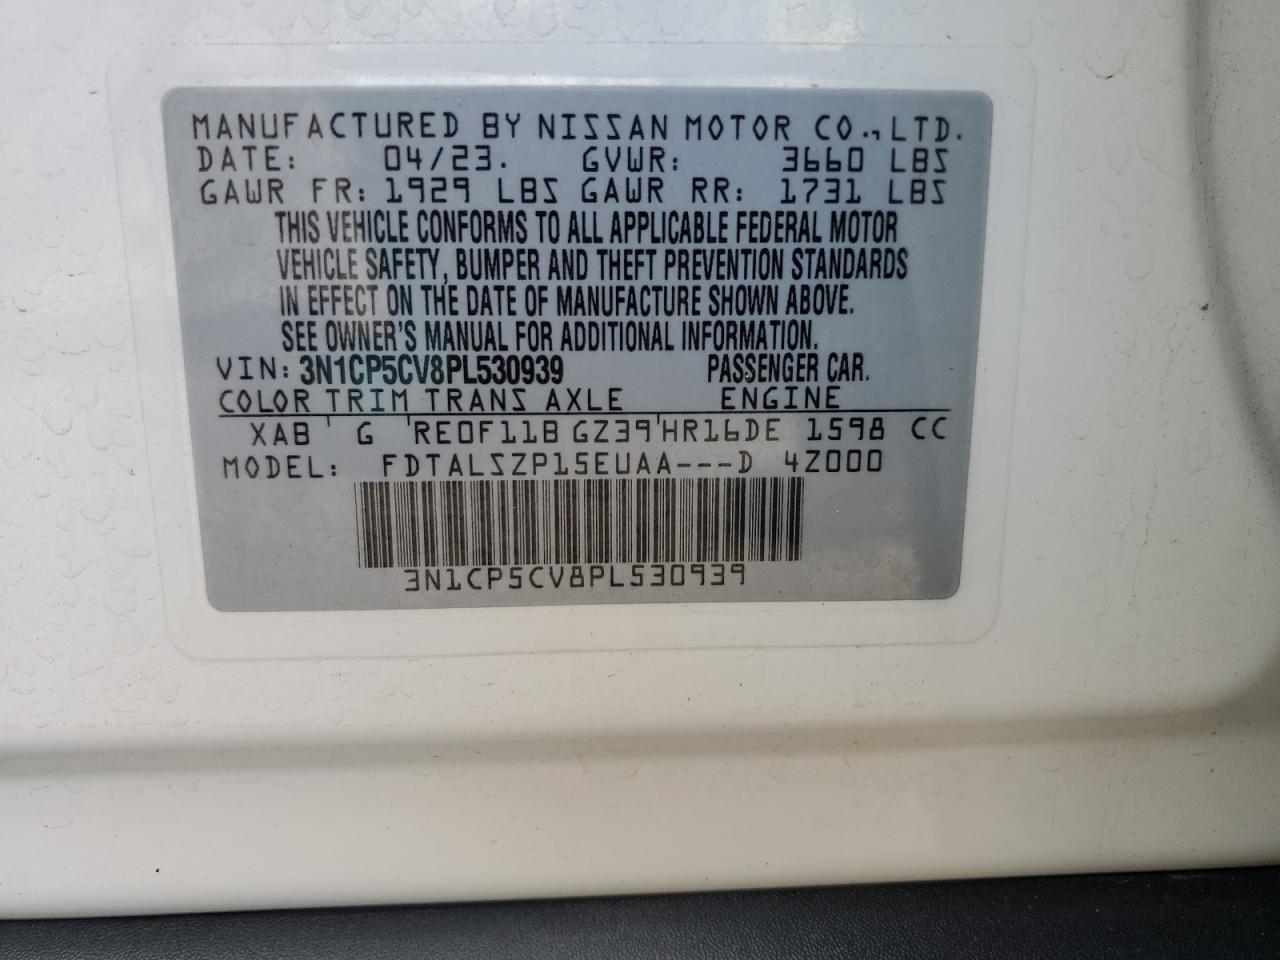 MANUFACTURED BY NISSAN MOTOR CO.,LTD.
DATE: 04/23. GVWR: 3660 LBS
GAWR FR: 1929 LBS GAWR RR: 1731 LBS
THIS VEHICLE CONFORMS TO ALL APPLICABLE FEDERAL MOTOR
VEHICLE SAFETY, BUMPER AND THEFT PREVENTION STANDARDS
IN EFFECT ON THE DATE OF MANUFACTURE SHOWN ABOVE.
SEE OWNER'S MANUAL FOR ADDITIONAL INFORMATION.
VIN: 3N1CP5CV8PL530939 PASSENGER CAR.
COLOR TRIM TRANS AXLE ENGINE
XAB ' G 'RE0F11B GZ39'HR16DE 1598 CC
MODEL: FDTALSZP15EUAA---D 4Z000
3N1CP5CV8PL530939